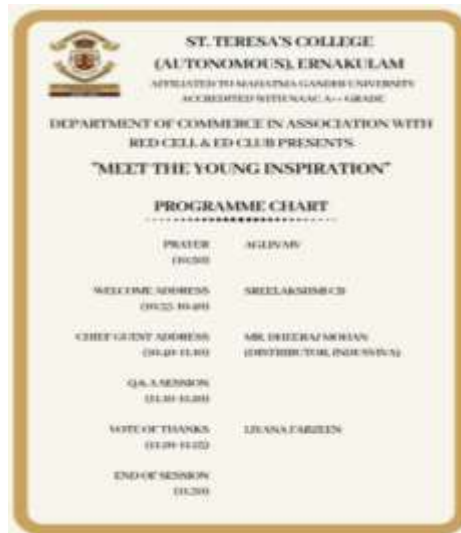 ST. TERESA'S COLLEGE
(AUTONOMOUS), ERNAKULAM
AFFILIATED TO MAHATMA GANDHI UNIVERSITY
ACCREDITED WITH NAAC A++ GRADE
DEPARTMENT OF COMMERCE IN ASSOCIATION WITH
RED CELL & ED CLUB PRESENTS
"MEET THE YOUNG INSPIRATION"
PROGRAMME CHART
PRAYER AGLIN MV
WELCOME ADDRESS SREELAKSHMI CB
CHIEF GUEST ADDRESS MR. DHEERAJ MOHAN
(DISTRIBUTOR, INDUSVIVA)
Q& A SESSION
VOTE OF THANKS LIYANA FARZEEN
END OF SESSION